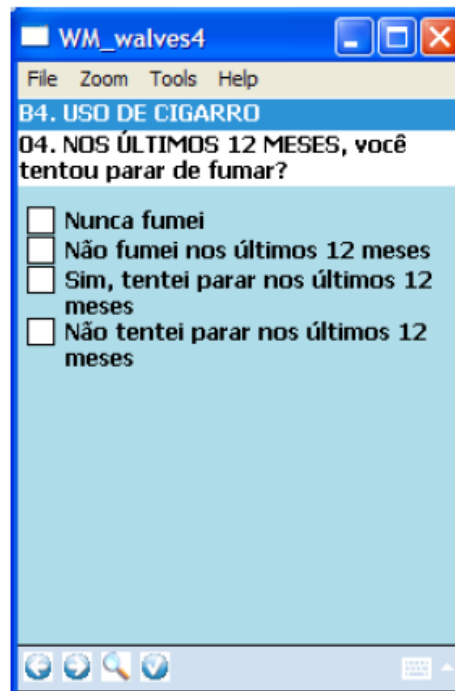 WM_walves4
File Zoom Tools Help
B4. USO DE CIGARRO
04. NOS ÚLTIMOS 12 MESES, você
tentou parar de fumar?
Nunca fumei
Não fumei nos últimos 12 meses
Sim, tentei parar nos últimos 12
meses
Não tentei parar nos últimos 12
meses